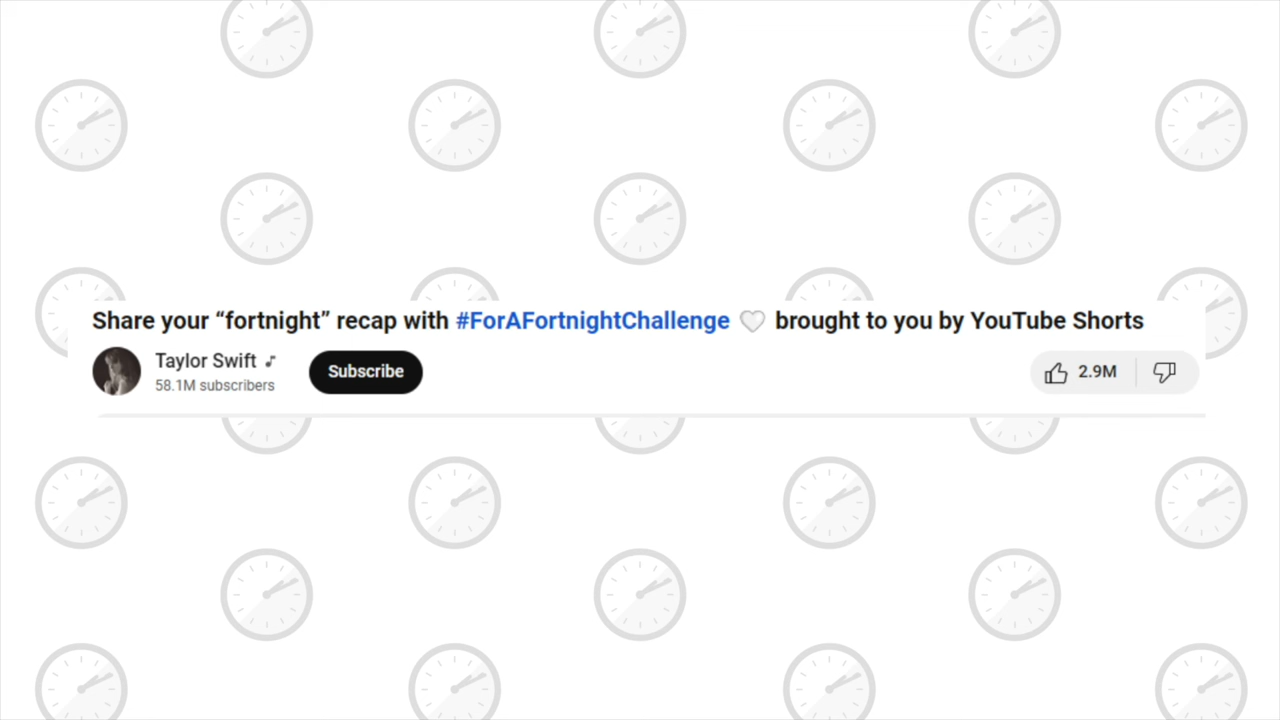 Share your “fortnight” recap with #ForAFortnightChallenge 🤍 brought to you by YouTube Shorts
Taylor Swift ♪
58.1M subscribers
Subscribe
2.9M